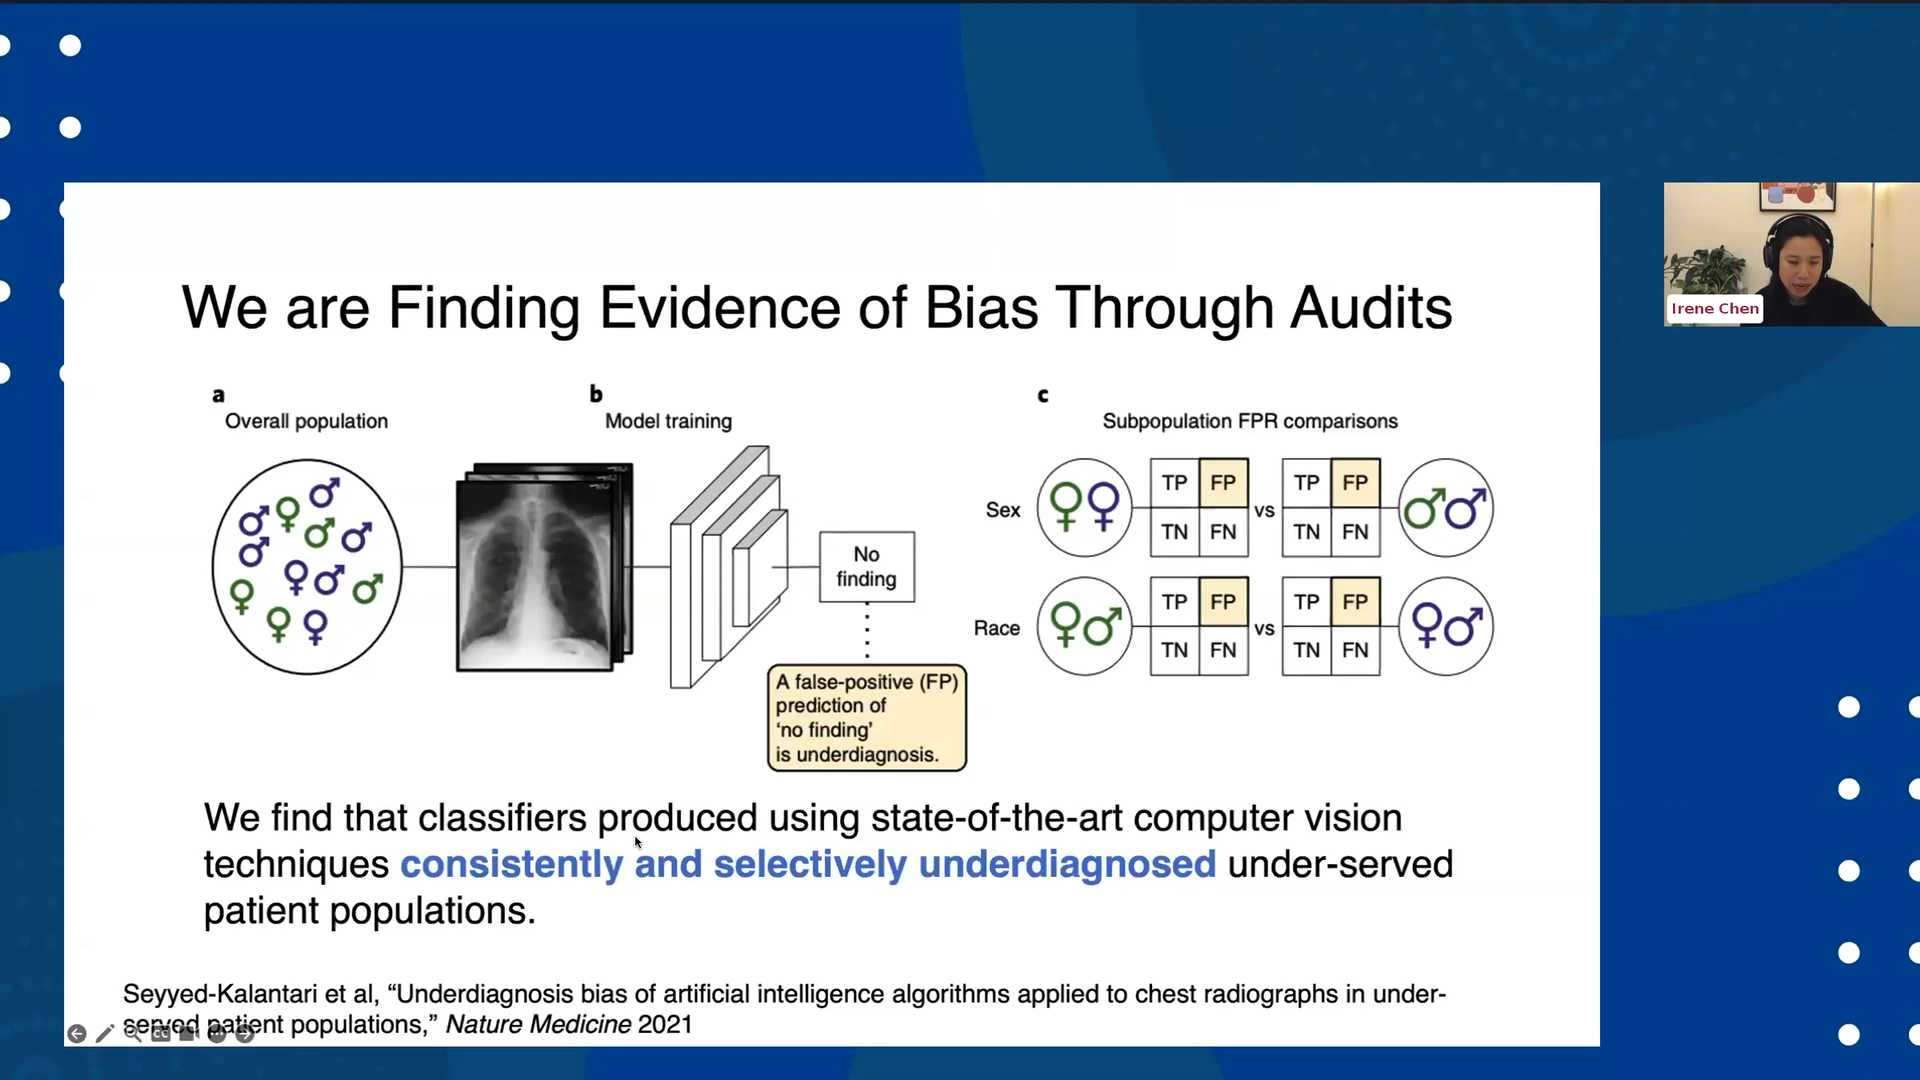 We are Finding Evidence of Bias Through Audits
Irene Chen
a
Overall population
b
Model training
No
finding
A false-positive (FP)
prediction of
‘no finding’
is underdiagnosis.
c
Subpopulation FPR comparisons
Sex
TP FP
TN FN
vs
TP FP
TN FN
Race
TP FP
TN FN
vs
TP FP
TN FN
We find that classifiers produced using state-of-the-art computer vision
techniques consistently and selectively underdiagnosed under-served
patient populations.
Seyyed-Kalantari et al, “Underdiagnosis bias of artificial intelligence algorithms applied to chest radiographs in under-
served patient populations,” Nature Medicine 2021
CC